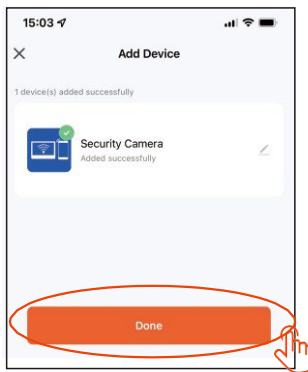 15:03
Add Device
1 device(s) added successfully
Security Camera
Added successfully
Done